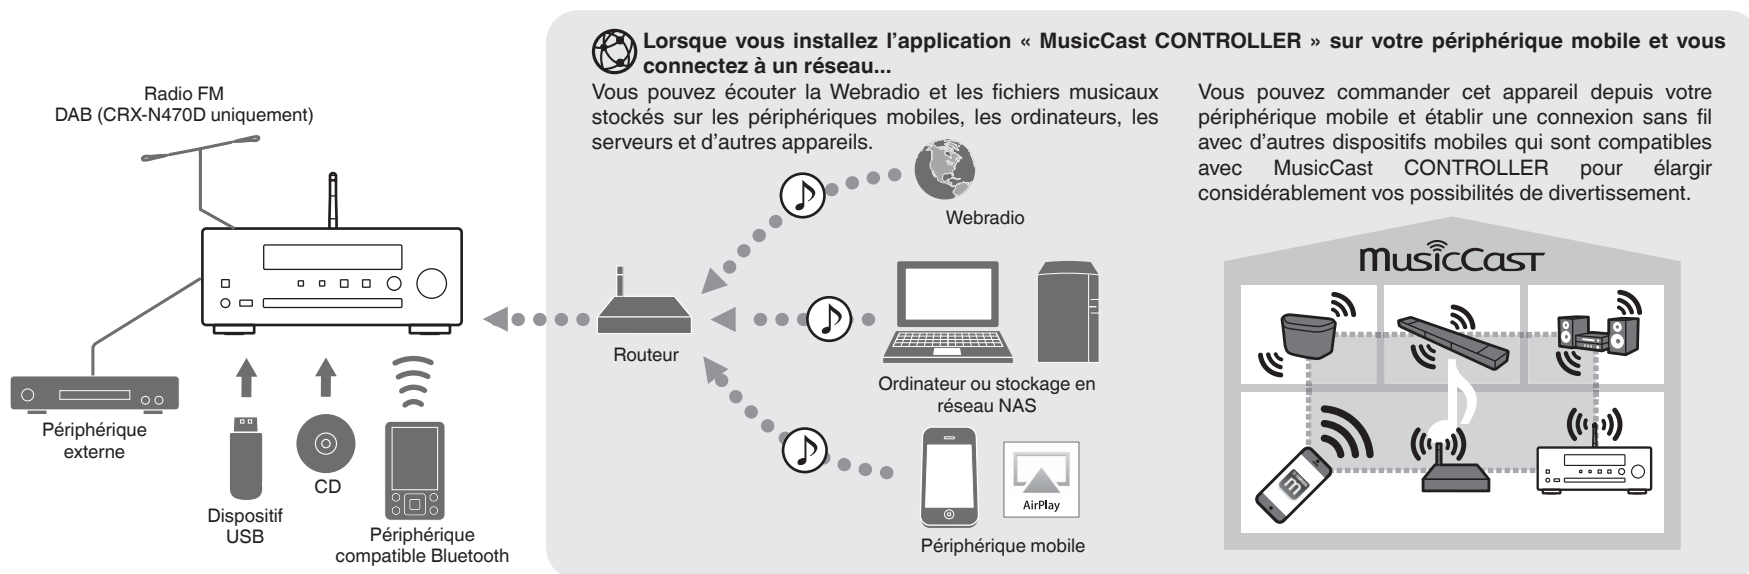 Radio FM
DAB (CRX-N470D uniquement)
Périphérique
externe
Dispositif
USB
CD
Périphérique
compatible Bluetooth
Lorsque vous installez l’application « MusicCast CONTROLLER » sur votre périphérique mobile et vous
connectez à un réseau...
Vous pouvez écouter la Webradio et les fichiers musicaux
stockés sur les périphériques mobiles, les ordinateurs, les
serveurs et d’autres appareils.
Webradio
Routeur
Ordinateur ou stockage en
réseau NAS
AirPlay
Périphérique mobile
Vous pouvez commander cet appareil depuis votre
périphérique mobile et établir une connexion sans fil
avec d’autres dispositifs mobiles qui sont compatibles
avec MusicCast CONTROLLER pour élargir
considérablement vos possibilités de divertissement.
MusicCast
m